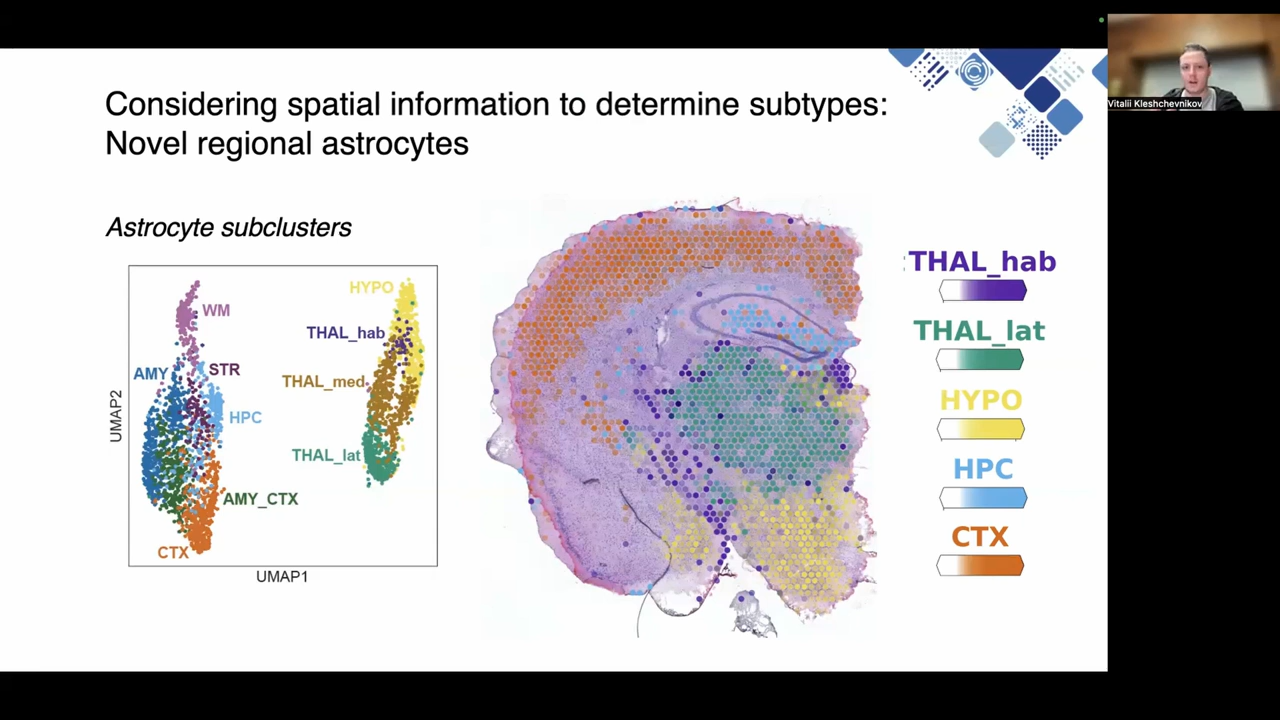 Considering spatial information to determine subtypes:
Novel regional astrocytes
Vitalii Kleshchevnikov
Astrocyte subclusters
WM
HYPO
THAL_hab
AMY
STR
THAL_med
HPC
THAL_lat
AMY_CTX
CTX
UMAP2
UMAP1
THAL_hab
THAL_lat
HYPO
HPC
CTX